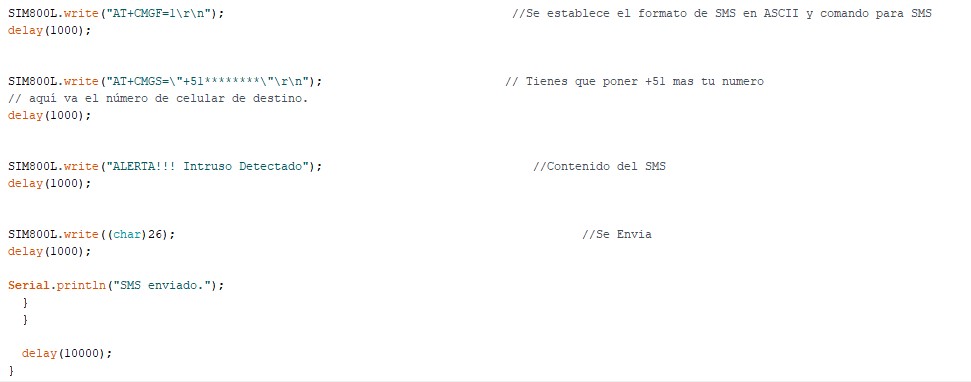 SIM800L.write("AT+CMGF=1\r\n"); //Se establece el formato de SMS en ASCII y comando para SMS
delay(1000);
SIM800L.write("AT+CMGS=\"+51********\"\r\n"); // Tienes que poner +51 mas tu numero
// aquí va el número de celular de destino.
delay(1000);
SIM800L.write("ALERTA!!! Intruso Detectado"); //Contenido del SMS
delay(1000);
SIM800L.write((char)26); //Se Envia
delay(1000);
Serial.println("SMS enviado.");
}
}
delay(10000);
}